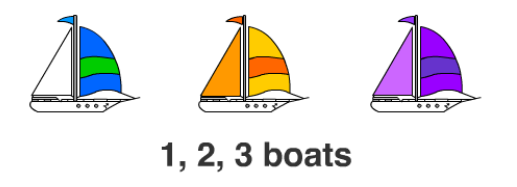 1, 2, 3 boats